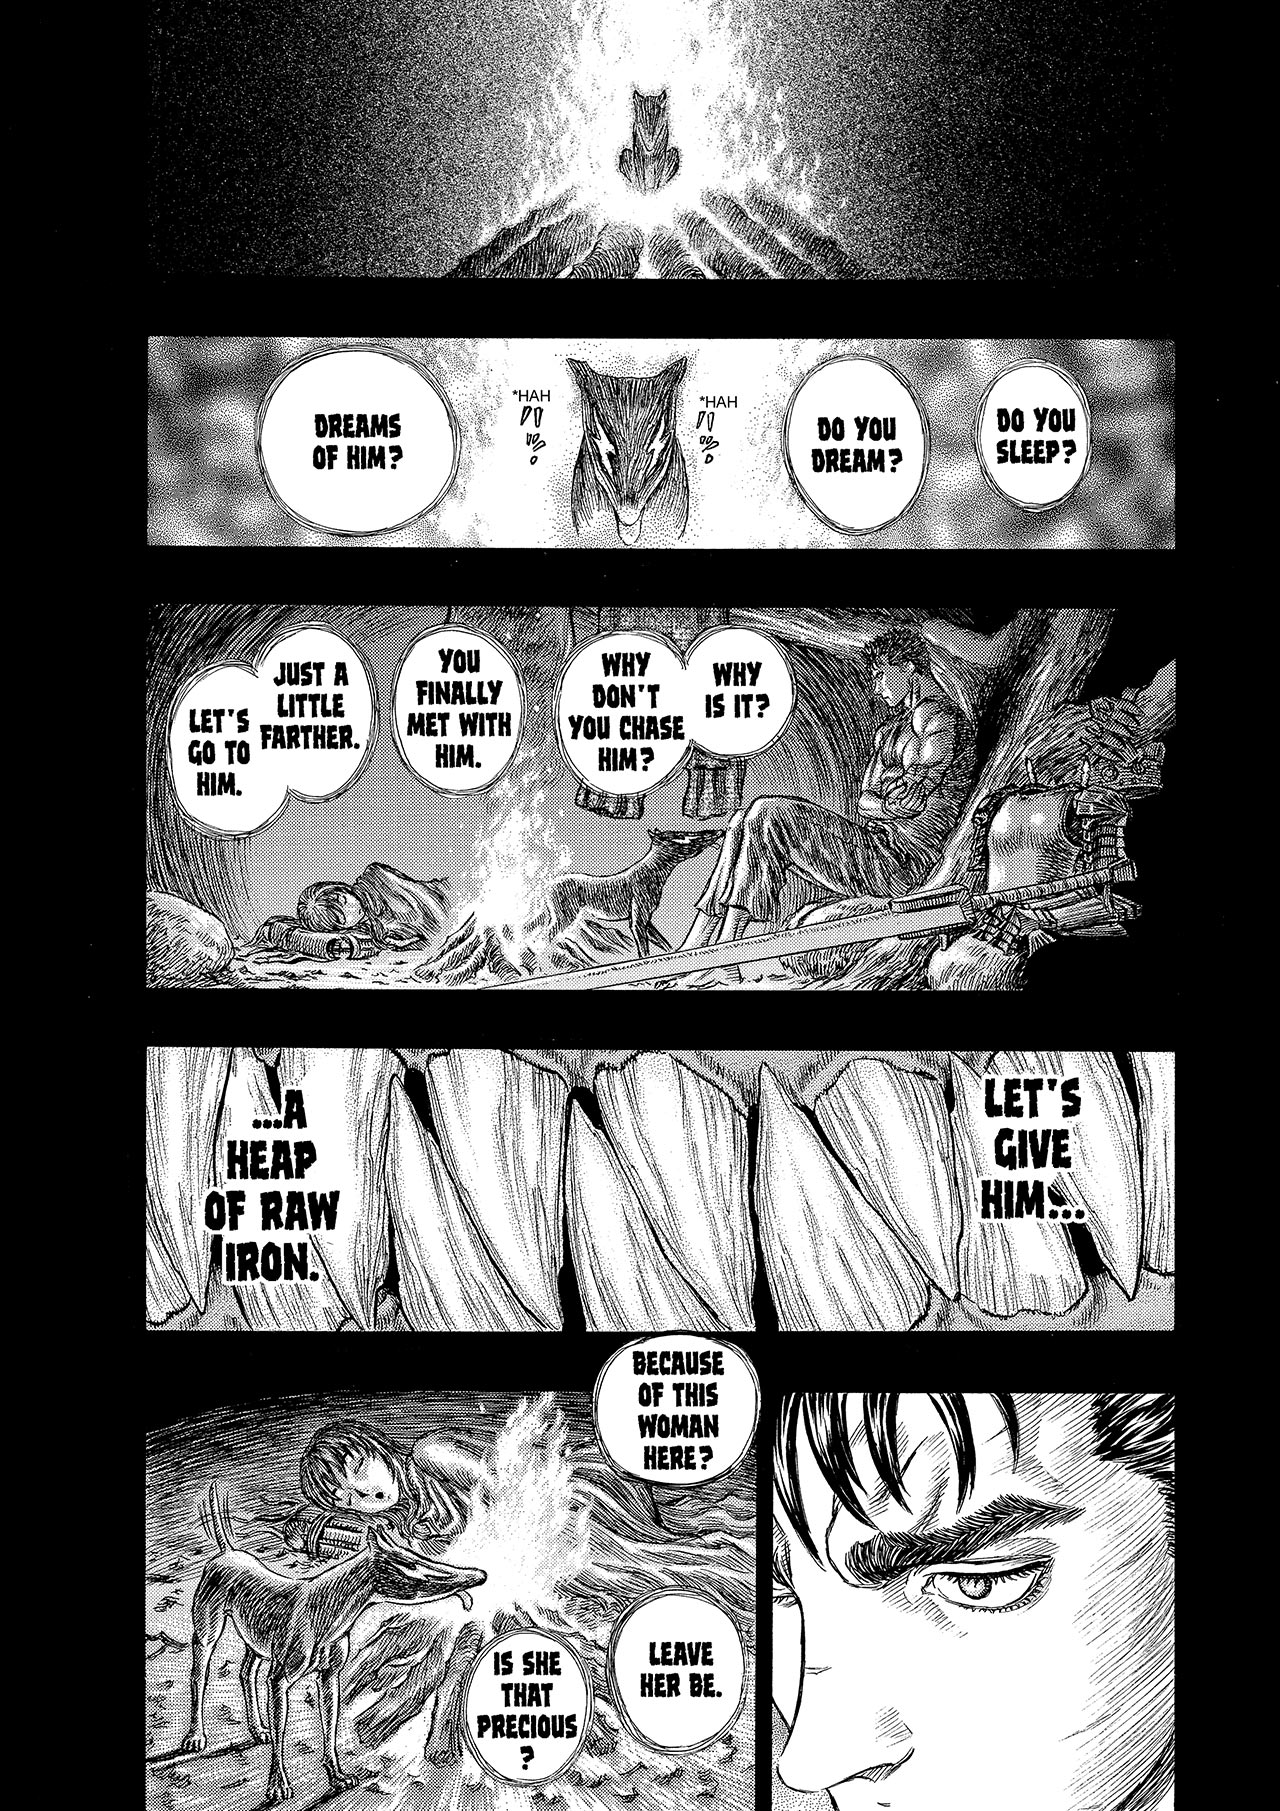 DO YOU
SLEEP?
DO YOU
DREAM?
*HAH
*HAH
DREAMS
OF HIM?
WHY
IS IT?
WHY
DON'T
YOU CHASE
HIM?
YOU
FINALLY
MET WITH
HIM.
JUST A
LITTLE
FARTHER.
LET'S
GO TO
HIM.
LET'S
GIVE
HIM...
...A
HEAP
OF RAW
IRON.
BECAUSE
OF THIS
WOMAN
HERE?
LEAVE
HER BE.
IS SHE
THAT
PRECIOUS
?